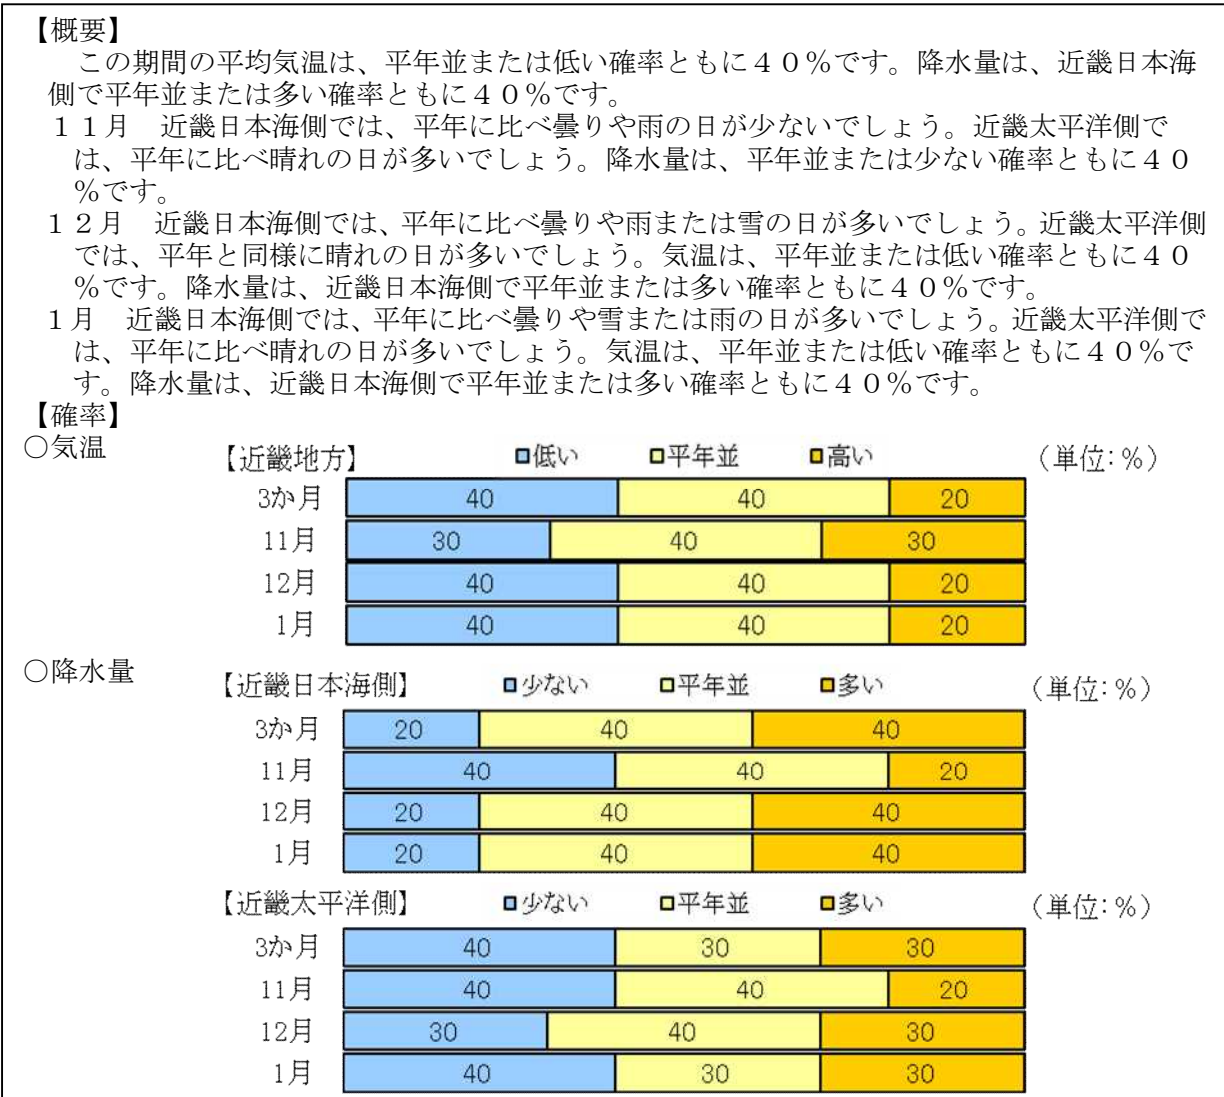 【概要】
この期間の平均気温は、平年並または低い確率ともに４０％です。降水量は、近畿日本海
側で平年並または多い確率ともに４０％です。
１１月　近畿日本海側では、平年に比べ曇りや雨の日が少ないでしょう。近畿太平洋側で
は、平年に比べ晴れの日が多いでしょう。降水量は、平年並または少ない確率ともに４０
％です。
１２月　近畿日本海側では、平年に比べ曇りや雨または雪の日が多いでしょう。近畿太平洋側
では、平年と同様に晴れの日が多いでしょう。気温は、平年並または低い確率ともに４０
％です。降水量は、近畿日本海側で平年並または多い確率ともに４０％です。
１月　近畿日本海側では、平年に比べ曇りや雪または雨の日が多いでしょう。近畿太平洋側で
は、平年に比べ晴れの日が多いでしょう。気温は、平年並または低い確率ともに４０％で
す。降水量は、近畿日本海側で平年並または多い確率ともに４０％です。
【確率】
○気温
【近畿地方】 低い 平年並 高い （単位：％）
3か月 40 40 20
11月 30 40 30
12月 40 40 20
1月 40 40 20
○降水量
【近畿日本海側】 少ない 平年並 多い （単位：％）
3か月 20 40 40
11月 40 40 20
12月 20 40 40
1月 20 40 40
【近畿太平洋側】 少ない 平年並 多い （単位：％）
3か月 40 30 30
11月 40 40 20
12月 30 40 30
1月 40 30 30